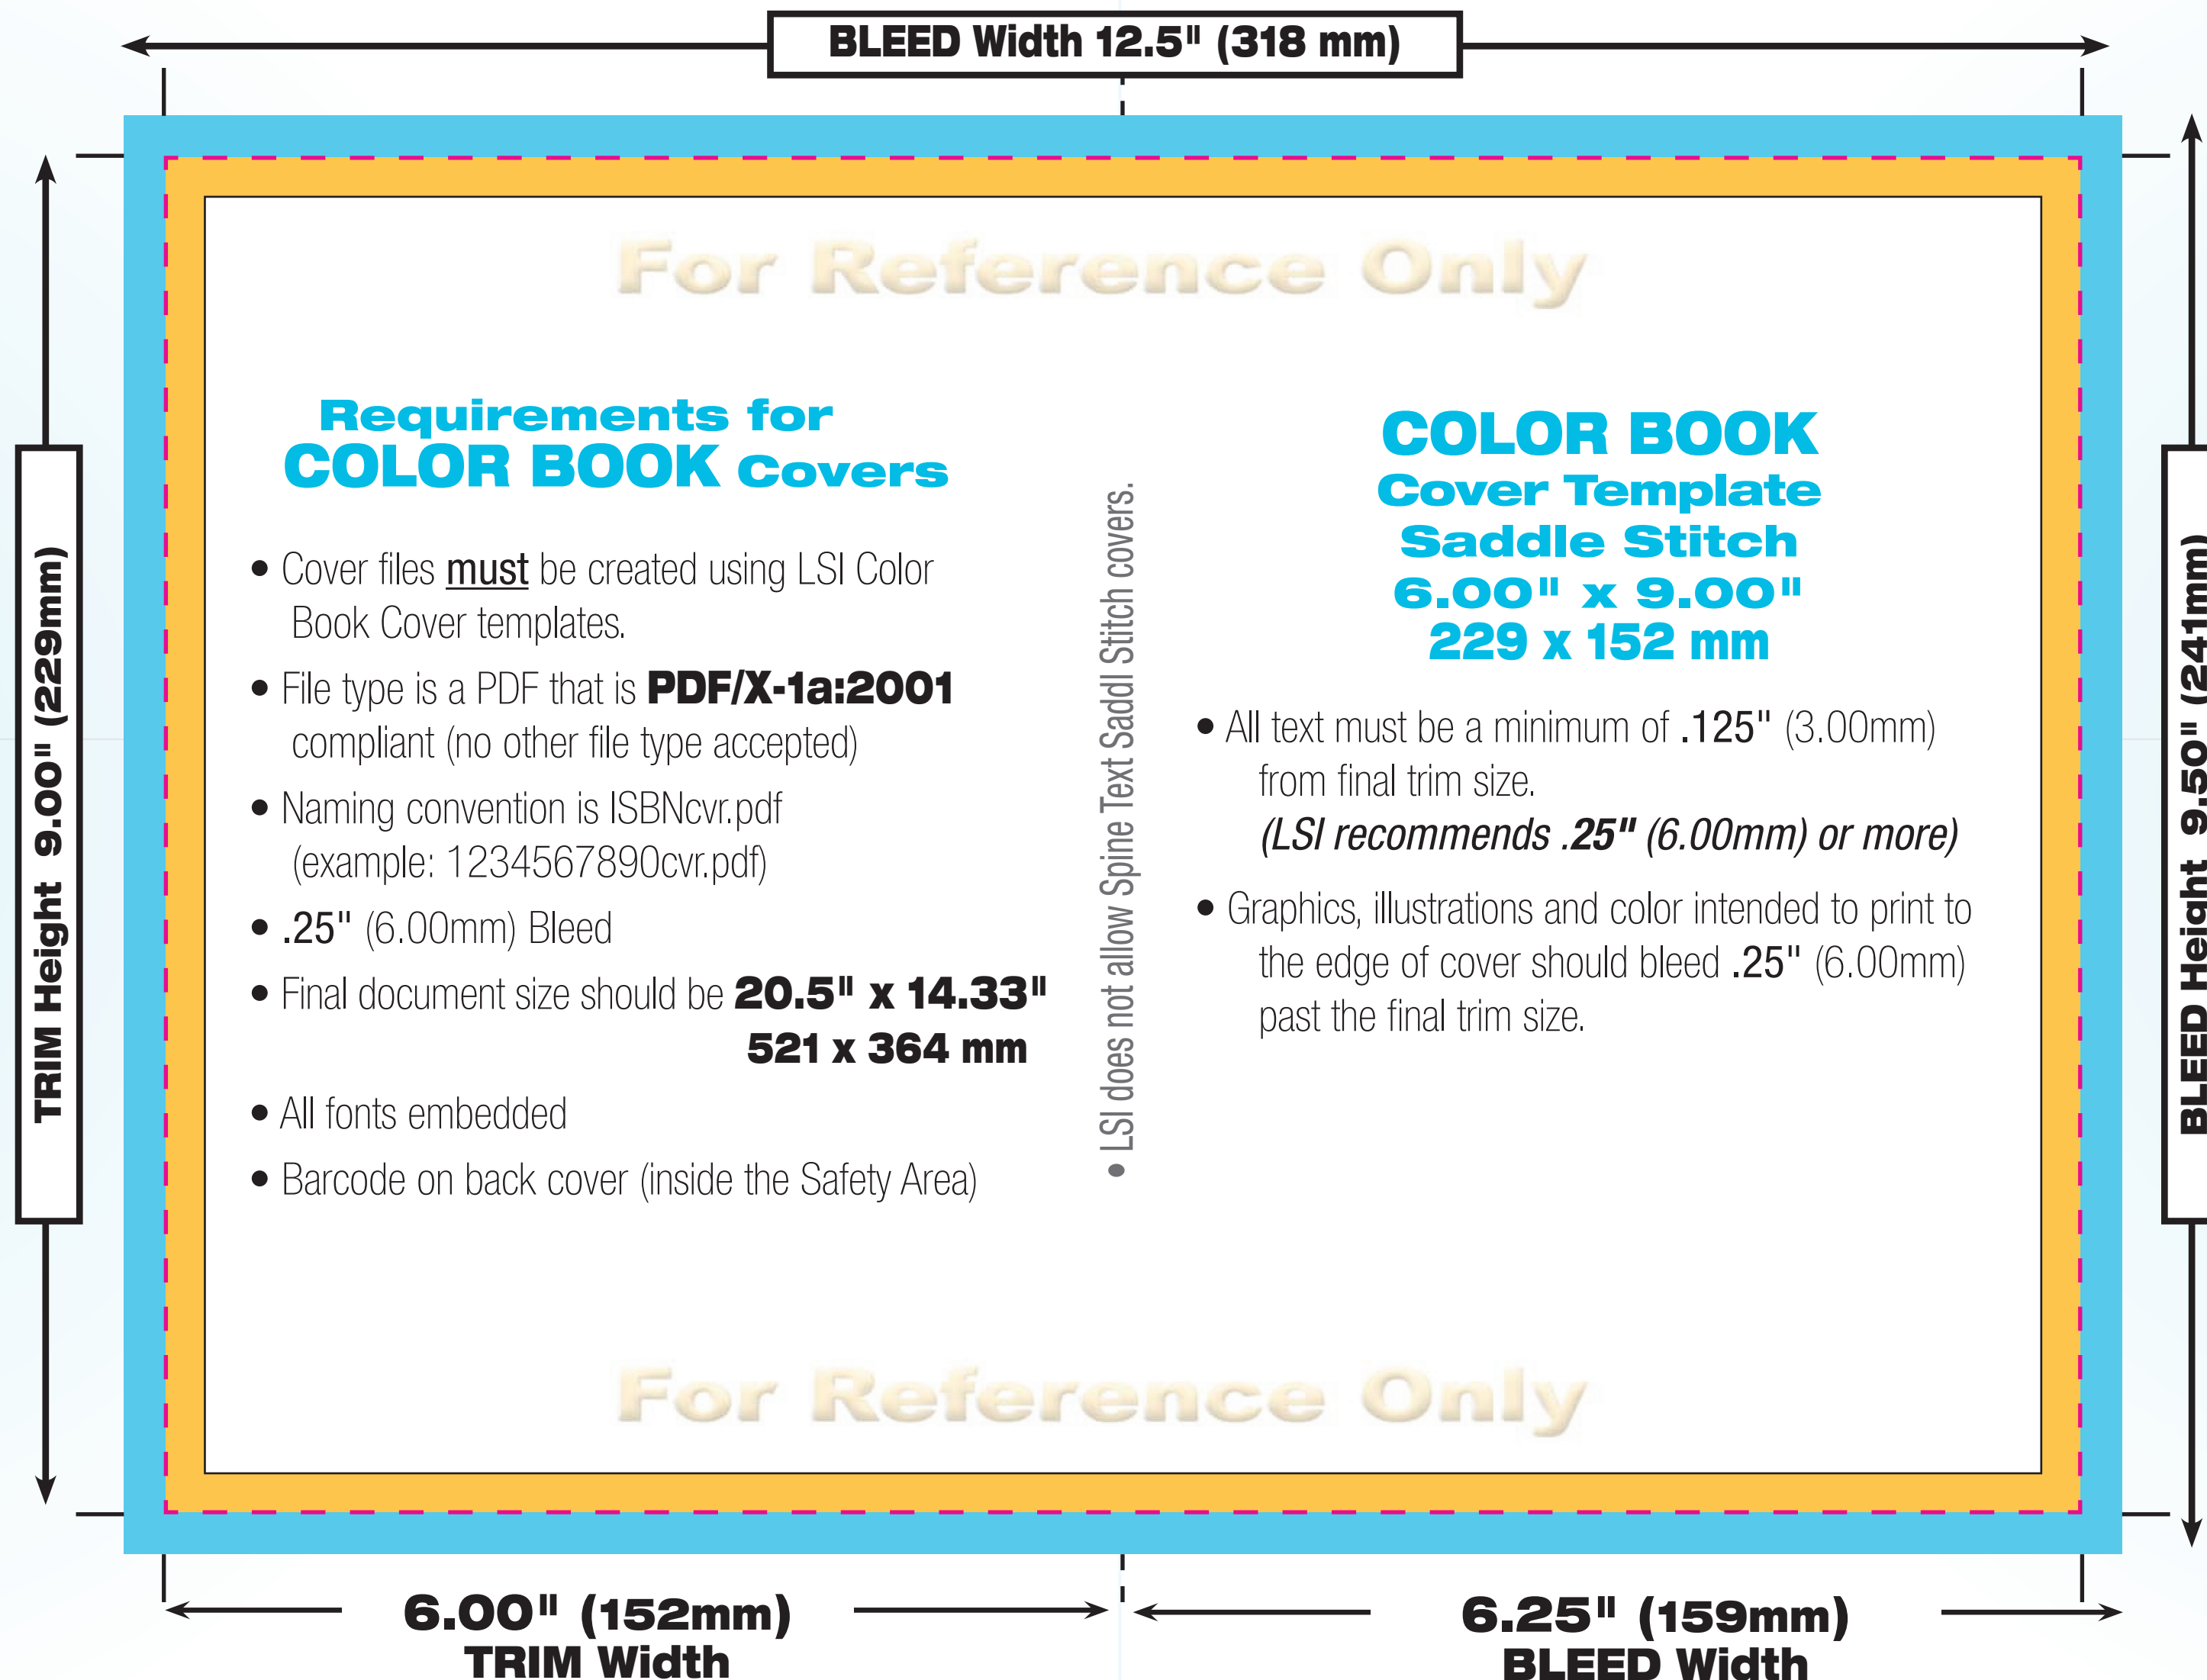 BLEED Width 12.5" (318 mm)
For Reference Only
TRIM Height 9.00" (229mm)
Requirements for
COLOR BOOK Covers
• Cover files must be created using LSI Color
Book Cover templates.
• File type is a PDF that is PDF/X-1a:2001
compliant (no other file type accepted)
• Naming convention is ISBNcvr.pdf
(example: 1234567890cvr.pdf)
• .25" (6.00mm) Bleed
• Final document size should be 20.5" x 14.33"
521 x 364 mm
• All fonts embedded
• Barcode on back cover (inside the Safety Area)
• LSI does not allow Spine Text Saddl Stitch covers.
COLOR BOOK
Cover Template
Saddle Stitch
6.00" x 9.00"
229 x 152 mm
• All text must be a minimum of .125" (3.00mm)
from final trim size.
(LSI recommends .25" (6.00mm) or more)
• Graphics, illustrations and color intended to print to
the edge of cover should bleed .25" (6.00mm)
past the final trim size.
BLEED Height 9.50" (241mm)
For Reference Only
6.00" (152mm)
TRIM Width
6.25" (159mm)
BLEED Width